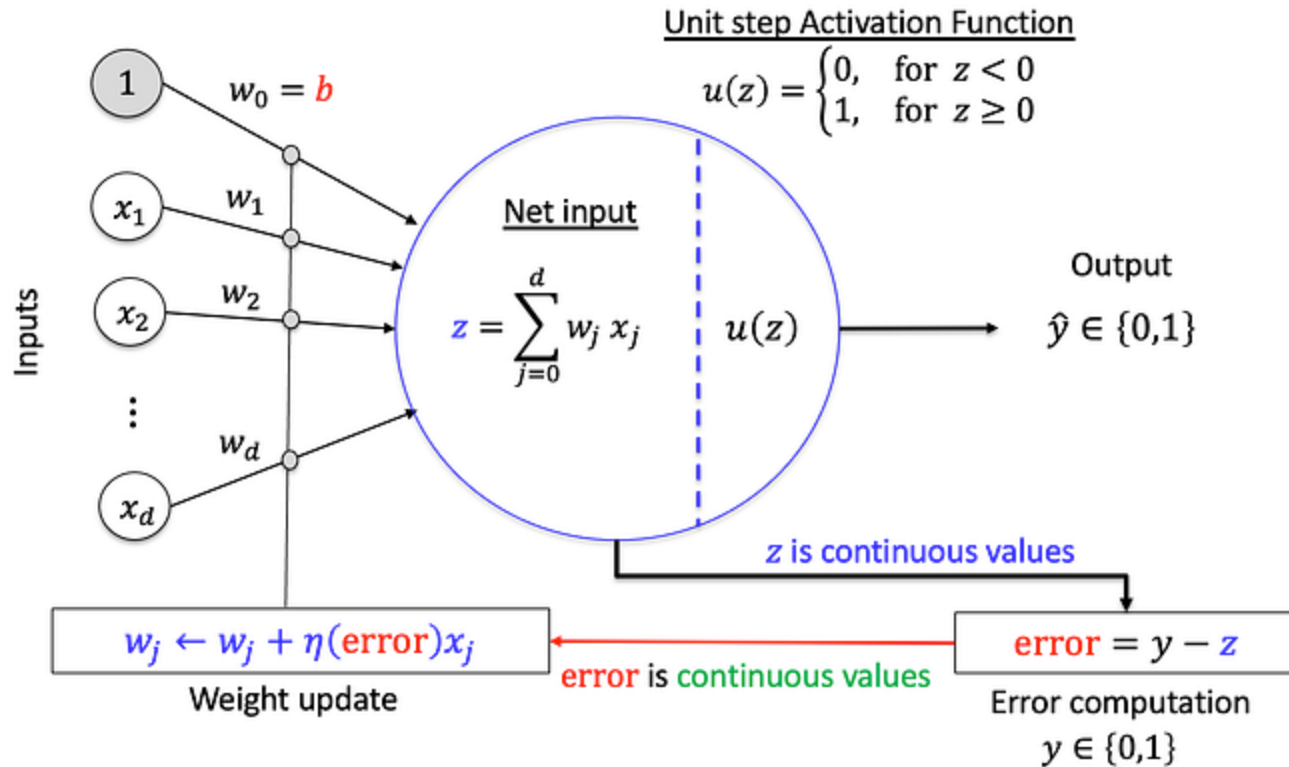 Unit step Activation Function
u(z) = {0, for z < 0
1, for z ≥ 0
1
w₀ = b
x₁
w₁
x₂
w₂
⋮
x_d
w_d
Inputs
Net input
z = ∑_{j=0}^{d} w_j x_j
u(z)
Output
ŷ ∈ {0,1}
z is continuous values
w_j ← w_j + η(error)x_j
Weight update
error is continuous values
error = y − z
Error computation
y ∈ {0,1}